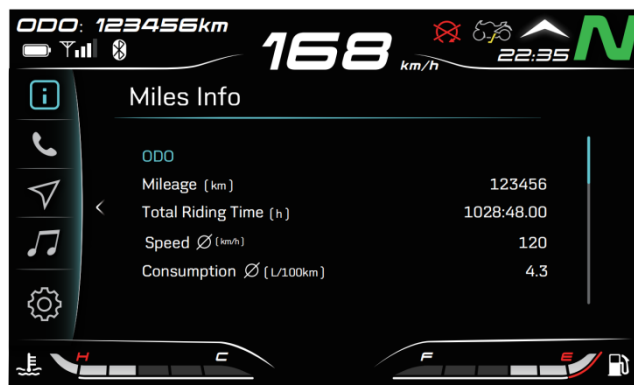 ODO: 123456km
168 km/h
22:35
N
Miles Info
ODO
Mileage (km) 123456
Total Riding Time (h) 1028:48.00
Speed Ø (km/h) 120
Consumption Ø (L/100km) 4.3
H C
F E